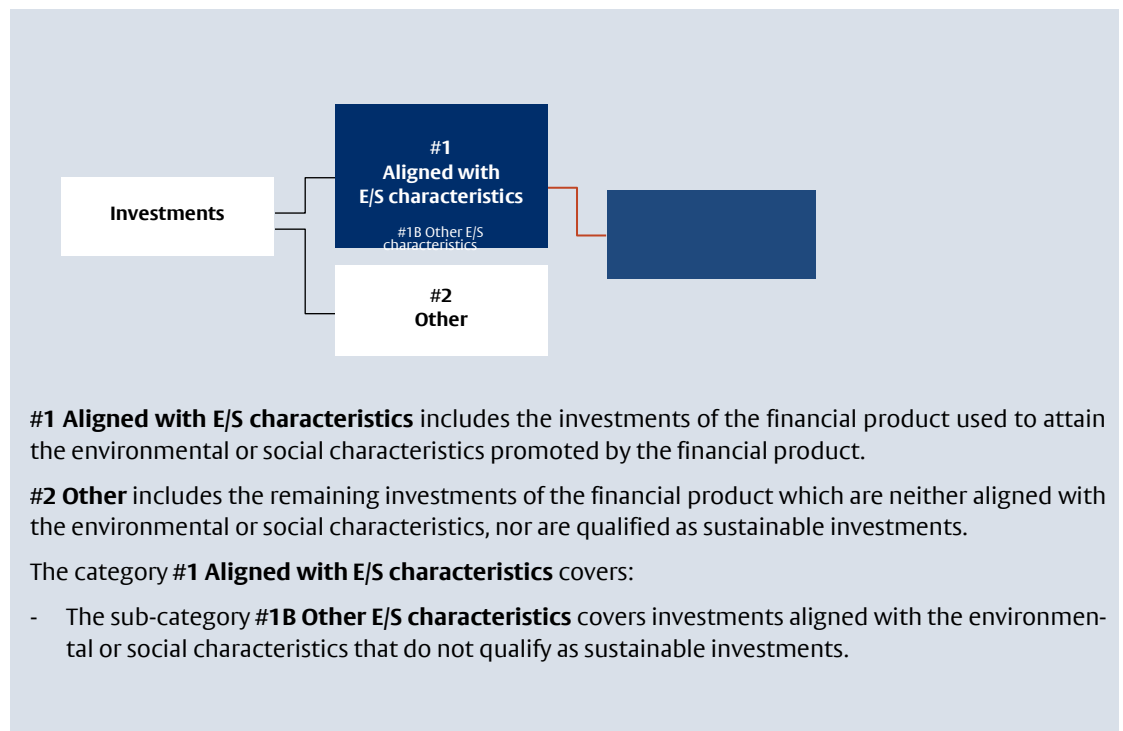 #1
Aligned with
E/S characteristics
Investments
#1B Other E/S
characteristics
#2
Other
#1 Aligned with E/S characteristics includes the investments of the financial product used to attain
the environmental or social characteristics promoted by the financial product.
#2 Other includes the remaining investments of the financial product which are neither aligned with
the environmental or social characteristics, nor are qualified as sustainable investments.
The category #1 Aligned with E/S characteristics covers:
- The sub-category #1B Other E/S characteristics covers investments aligned with the environmen-
tal or social characteristics that do not qualify as sustainable investments.